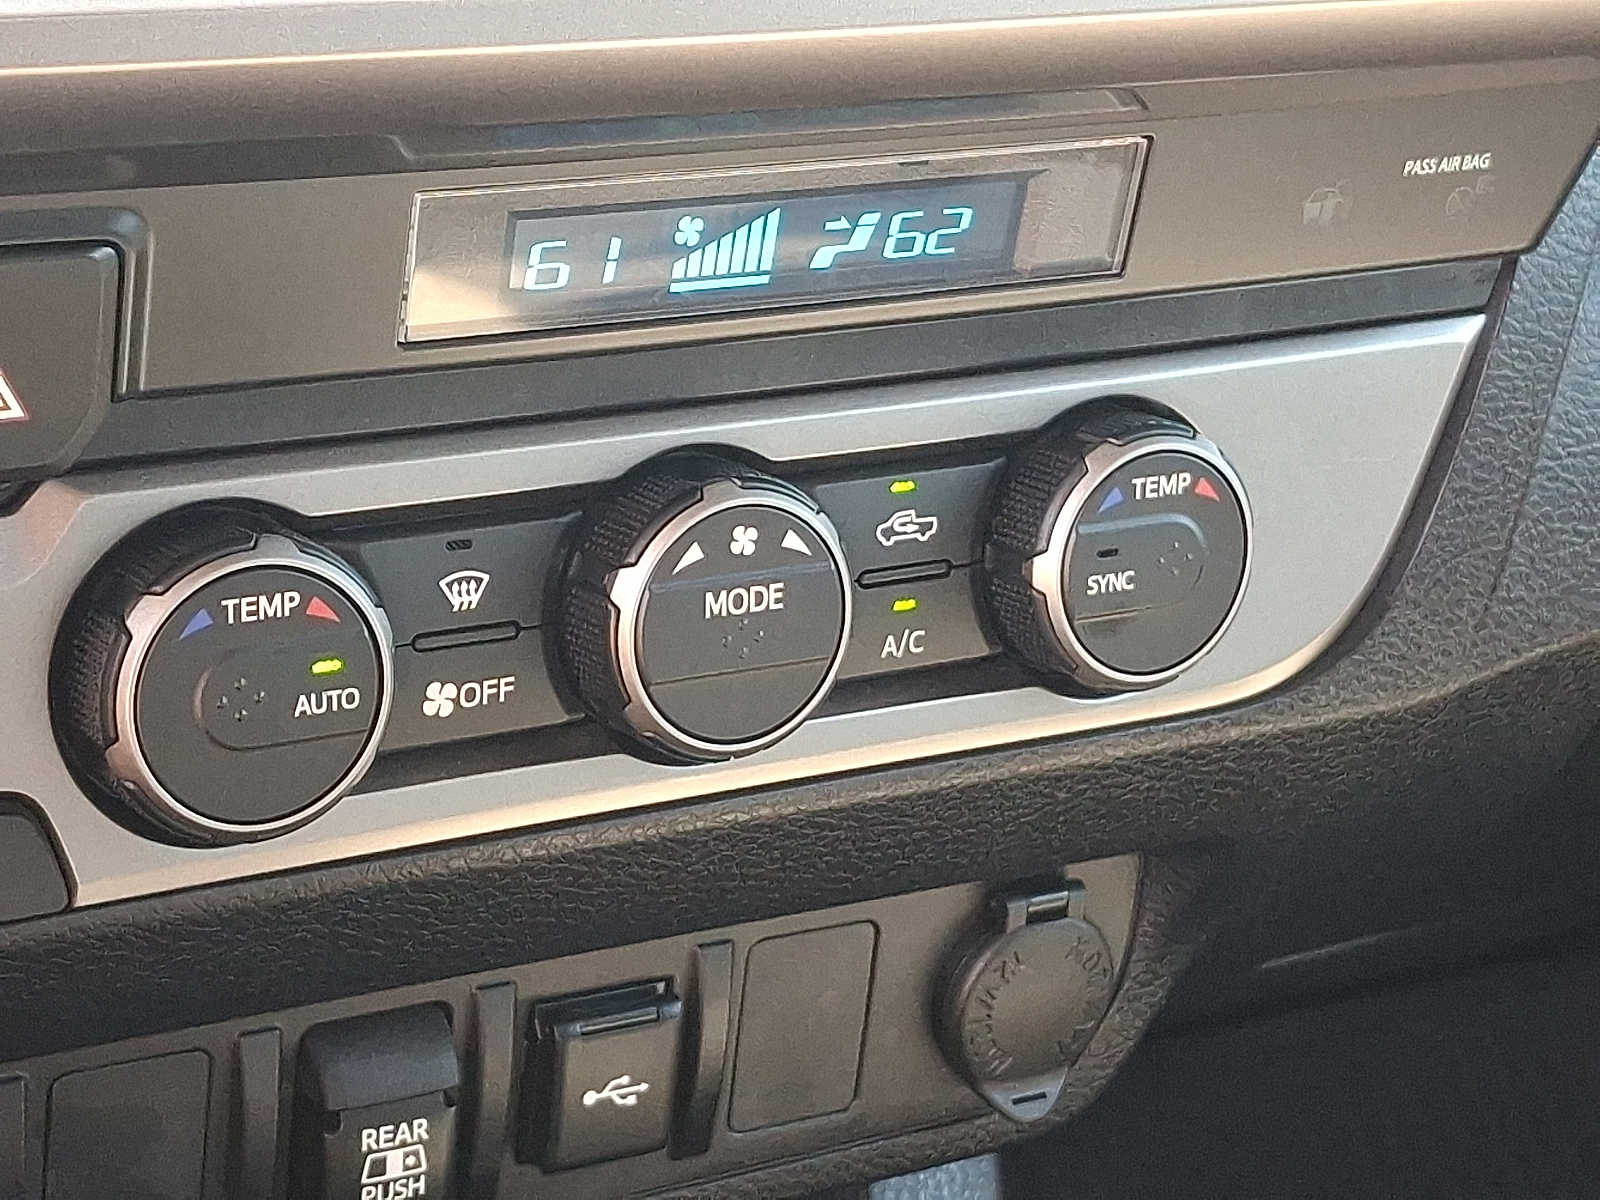 PASS AIR BAG
61 62
TEMP
AUTO
OFF
MODE
A/C
TEMP
SYNC
REAR
PUSH